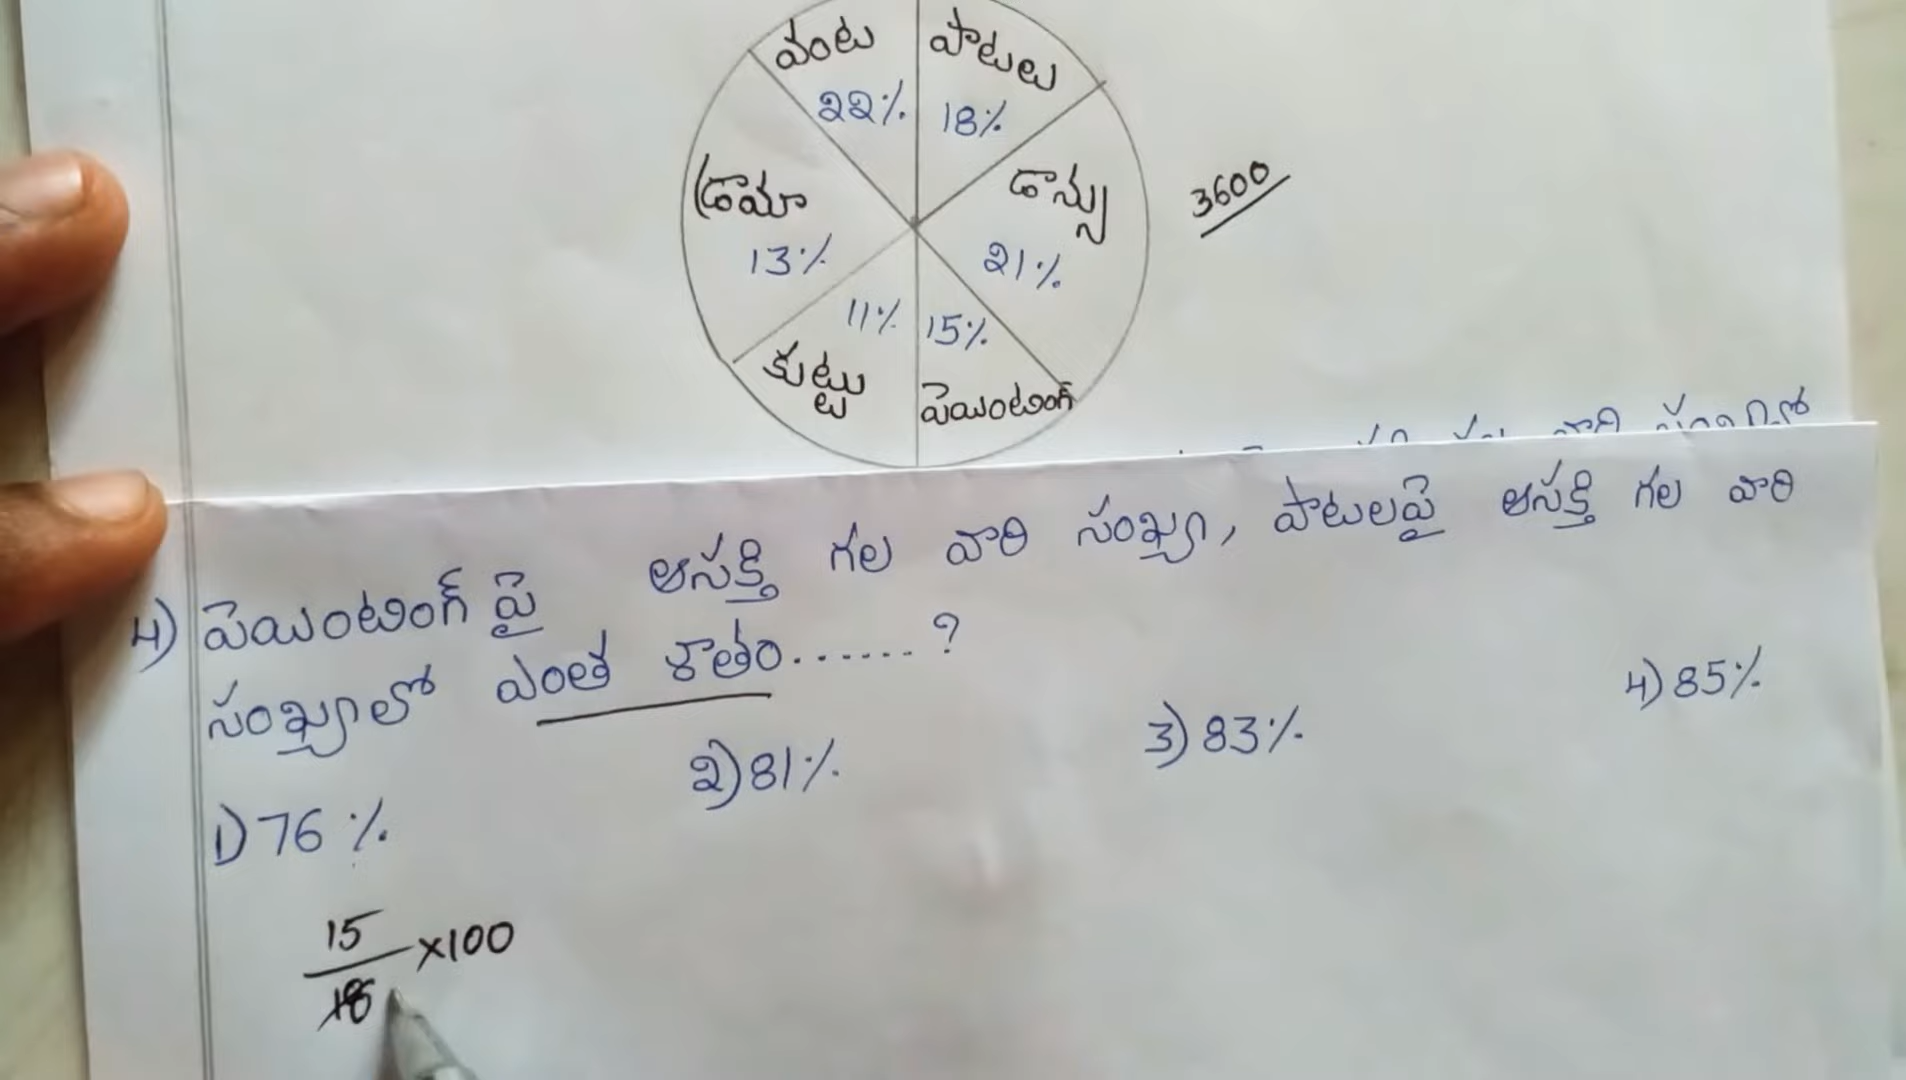 వంట
పాటలు
22%
18%
డ్రామా
డాన్సు
3600
13%
21%
11%
15%
కుట్టు
పెయింటింగ్
4) పెయింటింగ్ పై ఆసక్తి గల వారి సంఖ్యా, పాటలపై ఆసక్తి గల వారి
సంఖ్యాలో ఎంత శాతం......?
1) 76% 2) 81% 3) 83% 4) 85%
15
18
×100